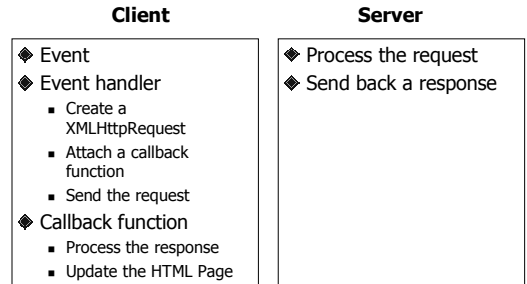 Client
Event
Event handler
Create a
XMLHttpRequest
Attach a callback
function
Send the request
Callback function
Process the response
Update the HTML Page
Server
Process the request
Send back a response